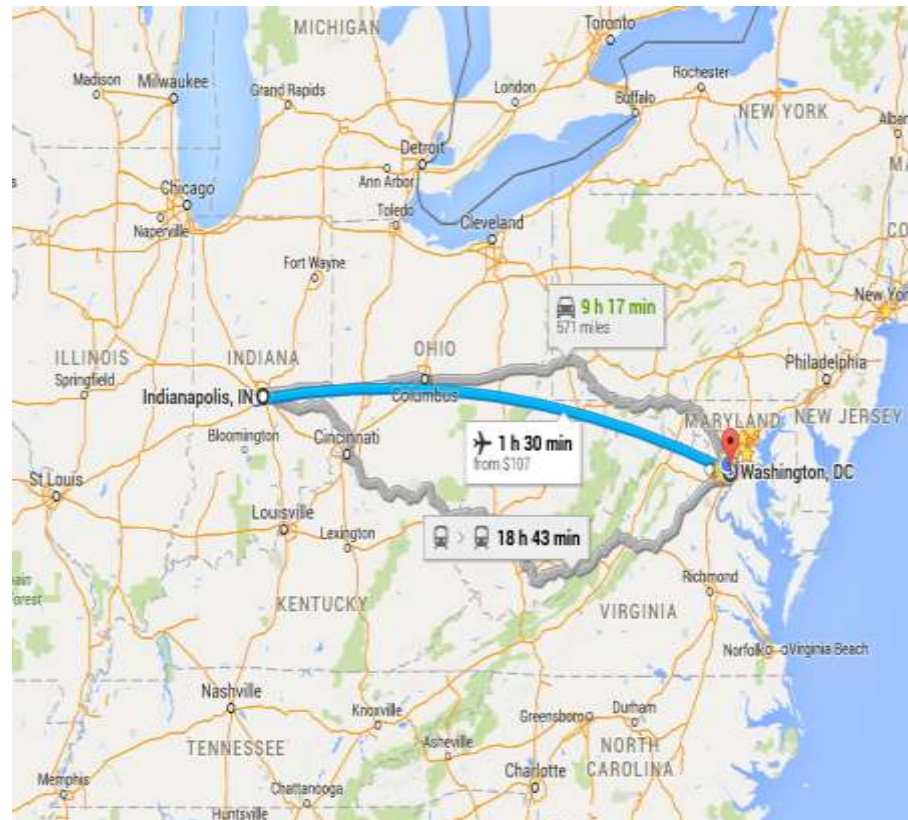 MICHIGAN
Toronto
Madison
Milwaukee
Grand Rapids
London
Rochester
Buffalo
NEW YORK
Detroit
Ann Arbor
Chicago
Naperville
Toledo
Cleveland
Fort Wayne
9 h 17 min
571 miles
New York
ILLINOIS
INDIANA
OHIO
Philadelphia
Springfield
Indianapolis, IN
Columbus
MARYLAND
NEW JERSEY
Bloomington
Cincinnati
1 h 30 min
from $107
Washington, DC
St Louis
Louisville
Lexington
18 h 43 min
Richmond
KENTUCKY
VIRGINIA
Norfolk
Virginia Beach
Nashville
Knoxville
Greensboro
Durham
TENNESSEE
Asheville
NORTH
CAROLINA
Memphis
Chattanooga
Charlotte
Huntsville